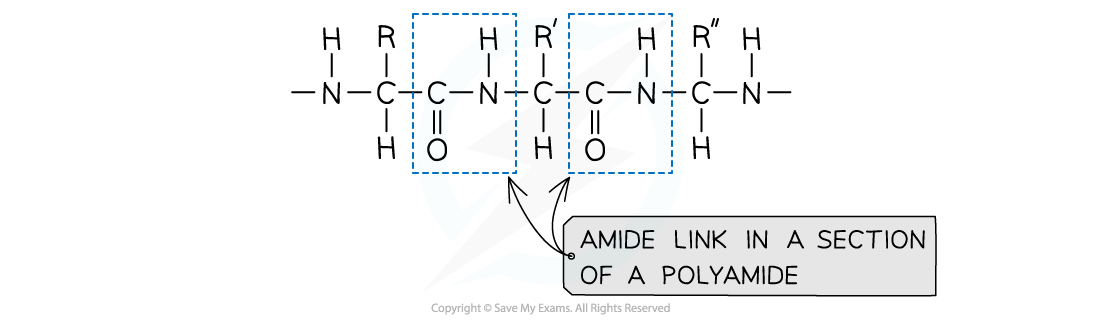 H R H R′ H R″ H
N C C N C C N C N
H O H O H
AMIDE LINK IN A SECTION
OF A POLYAMIDE
Copyright © Save My Exams. All Rights Reserved